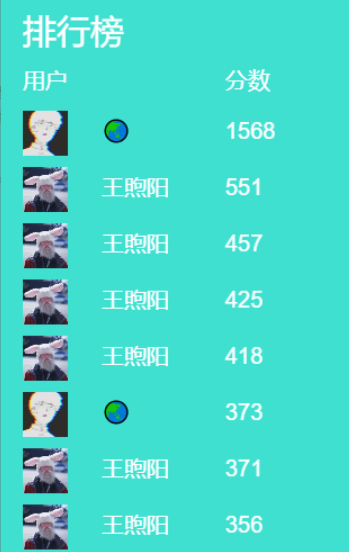 排行榜
用户 分数
🌏 1568
王煦阳 551
王煦阳 457
王煦阳 425
王煦阳 418
🌏 373
王煦阳 371
王煦阳 356